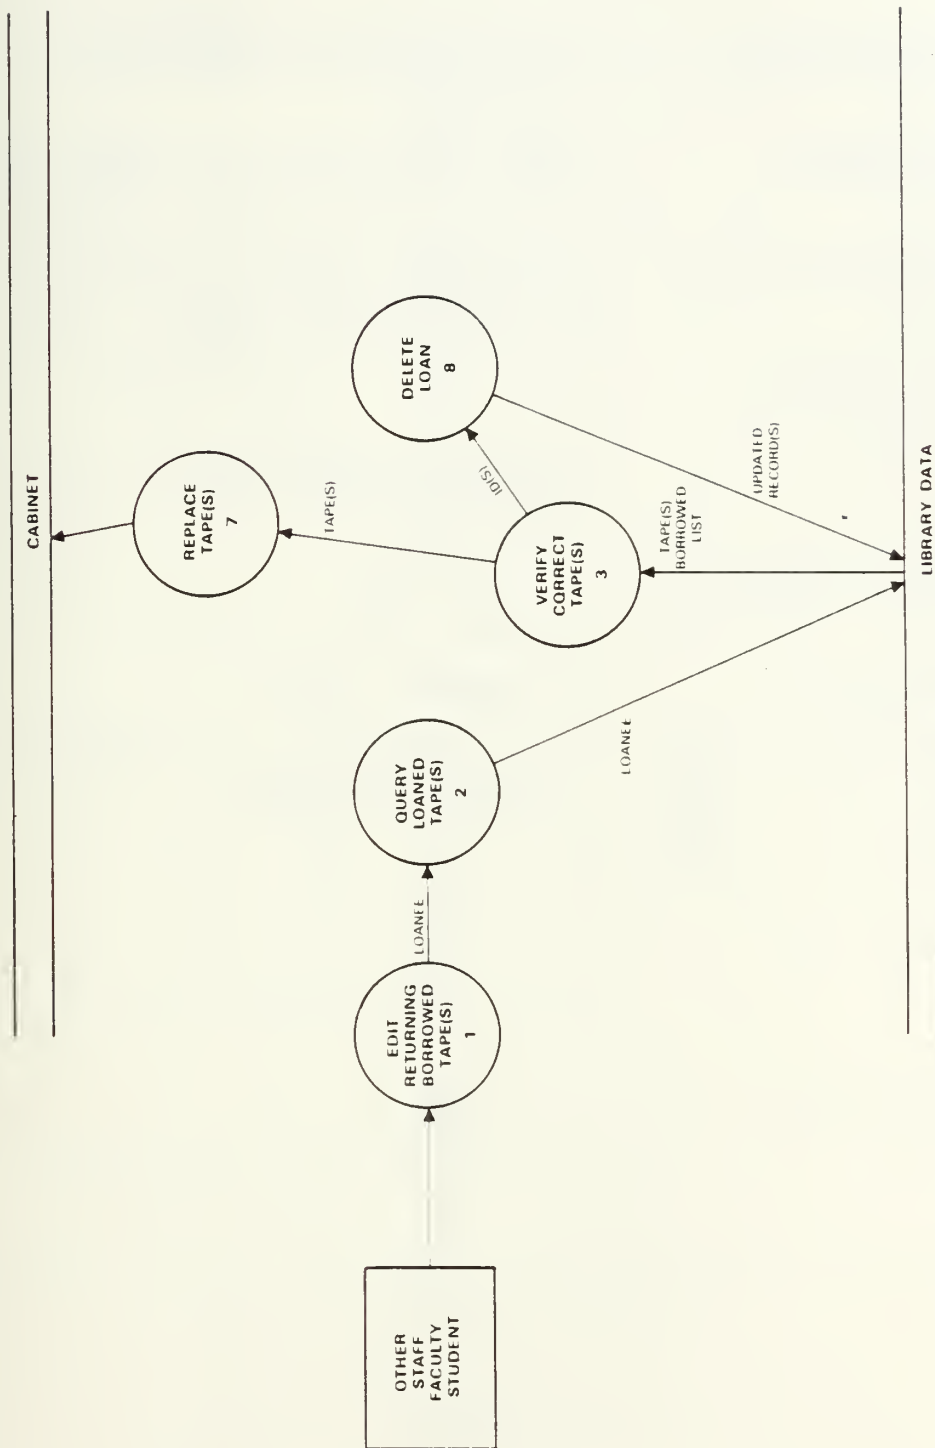 CABINET
REPLACE
TAPE(S)
7
TAPE(S)
DELETE
LOAN
8
ID(S)
VERIFY
CORRECT
TAPE(S)
3
TAPE(S)
BORROWED
LIST
UPDATED
RECORD(S)
QUERY
LOANED
TAPE(S)
2
LOANEE
LOANEE
EDIT
RETURNING
BORROWED
TAPE(S)
1
OTHER
STAFF
FACULTY
STUDENT
LIBRARY DATA